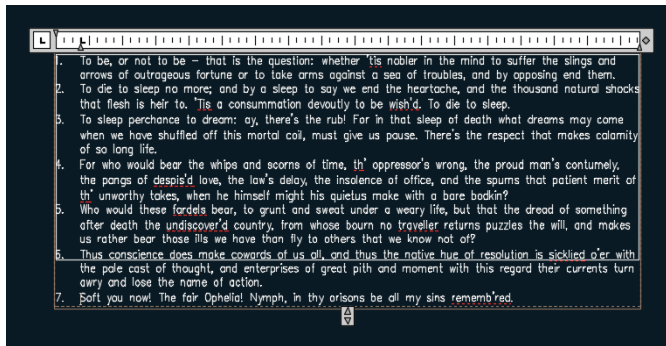 1. To be, or not to be – that is the question: whether 'tis nobler in the mind to suffer the slings and
arrows of outrageous fortune or to take arms against a sea of troubles, and by opposing end them.
2. To die to sleep no more; and by a sleep to say we end the heartache, and the thousand natural shocks
that flesh is heir to. 'Tis a consummation devoutly to be wish'd. To die to sleep.
3. To sleep perchance to dream: ay, there's the rub! For in that sleep of death what dreams may come
when we have shuffled off this mortal coil, must give us pause. There's the respect that makes calamity
of so long life.
4. For who would bear the whips and scorns of time, th' oppressor's wrong, the proud man's contumely,
the pangs of despis'd love, the law's delay, the insolence of office, and the spurns that patient merit of
th' unworthy takes, when he himself might his quietus make with a bare bodkin?
5. Who would these fardels bear, to grunt and sweat under a weary life, but that the dread of something
after death the undiscover'd country, from whose bourn no traveller returns puzzles the will, and makes
us rather bear those ills we have than fly to others that we know not of?
6. Thus conscience does make cowards of us all, and thus the native hue of resolution is sicklied o'er with
the pale cast of thought, and enterprises of great pith and moment with this regard their currents turn
awry and lose the name of action.
7. Soft you now! The fair Ophelia! Nymph, in thy orisons be all my sins rememb'red.